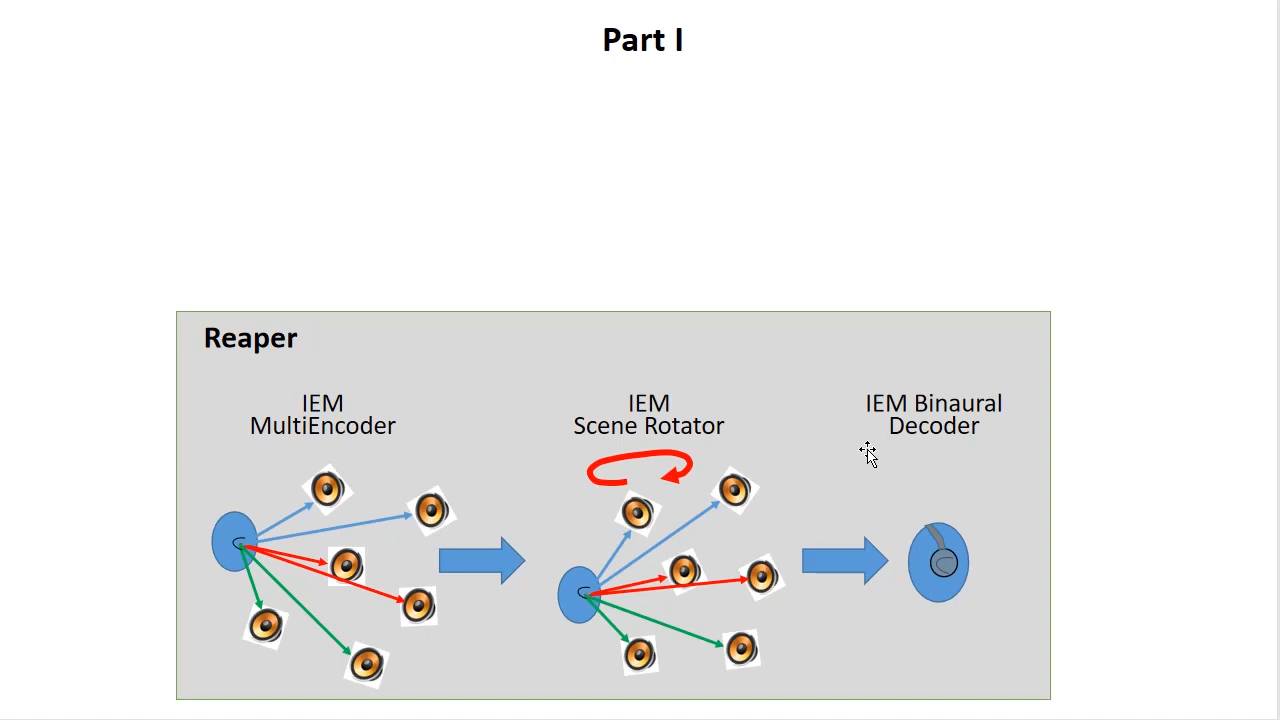 Part I
Reaper
IEM
MultiEncoder
IEM
Scene Rotator
IEM Binaural
Decoder